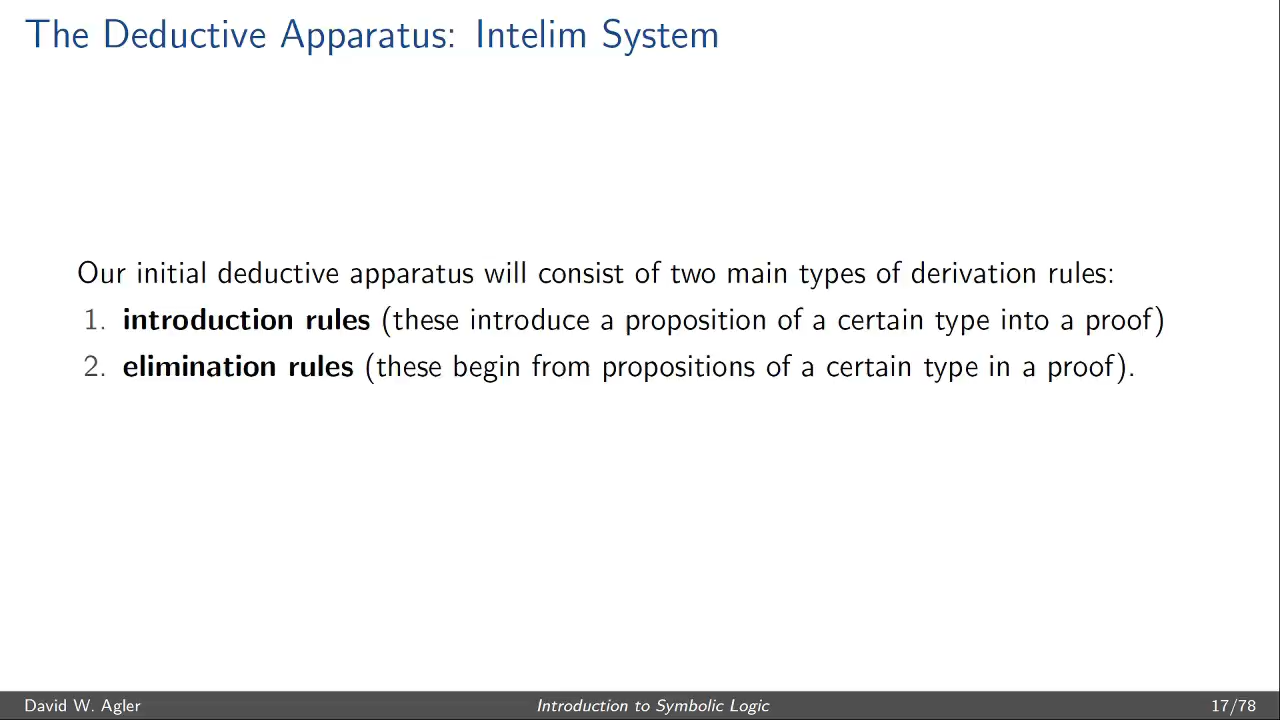 The Deductive Apparatus: Intelim System
Our initial deductive apparatus will consist of two main types of derivation rules:
1. introduction rules (these introduce a proposition of a certain type into a proof)
2. elimination rules (these begin from propositions of a certain type in a proof).
David W. Agler Introduction to Symbolic Logic 17/78